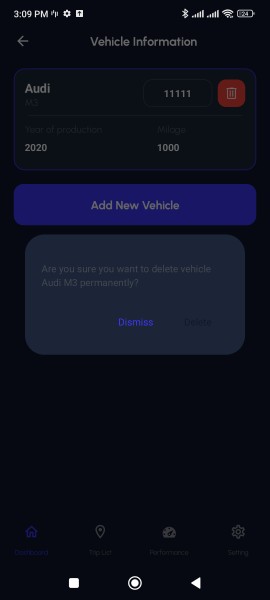 3:09 PM
124
Vehicle Information
Audi
11111
M3
Year of production
Milage
2020
1000
Add New Vehicle
Are you sure you want to delete vehicle
Audi M3 permanently?
Dismiss
Delete
Dashboard
Trip List
Performance
Setting